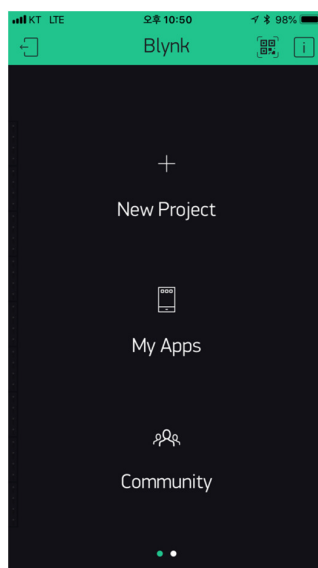 KT LTE 오후 10:50 98%
Blynk
i
New Project
My Apps
Community